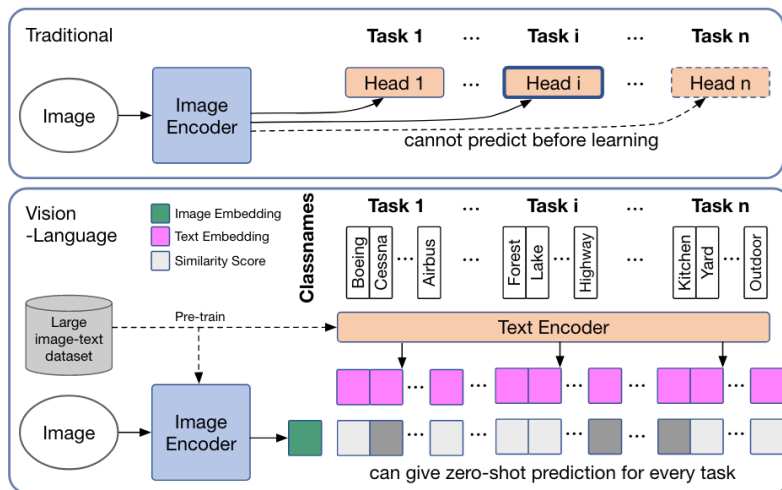 Traditional
Task 1 ... Task i ... Task n
Image
Image
Encoder
Head 1 ... Head i ... Head n
cannot predict before learning
Vision
-Language
Image Embedding
Text Embedding
Similarity Score
Classnames
Task 1 ... Task i ... Task n
Boeing
Cessna
...
Airbus
...
Forest
Lake
...
Highway
...
Kitchen
Yard
...
Outdoor
Large
image-text
dataset
Pre-train
Text Encoder
... ... ... ... ...
Image
Image
Encoder
... ... ... ... ...
can give zero-shot prediction for every task